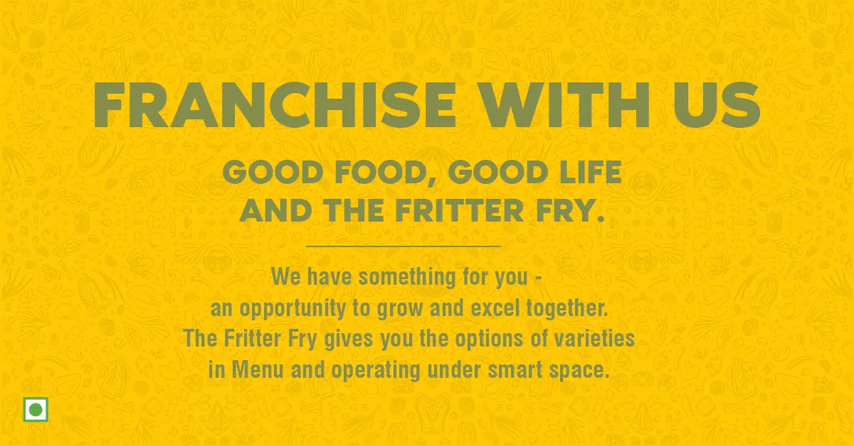 FRANCHISE WITH US
GOOD FOOD, GOOD LIFE
AND THE FRITTER FRY.
We have something for you -
an opportunity to grow and excel together.
The Fritter Fry gives you the options of varieties
in Menu and operating under smart space.